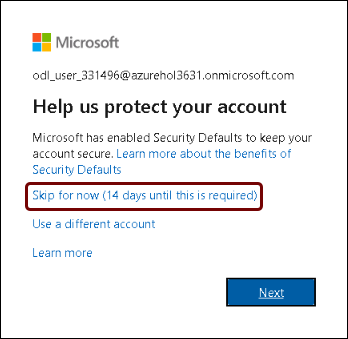 Microsoft
odl_user_331496@azurehol3631.onmicrosoft.com
Help us protect your account
Microsoft has enabled Security Defaults to keep your
account secure. Learn more about the benefits of
Security Defaults
Skip for now (14 days until this is required)
Use a different account
Learn more
Next